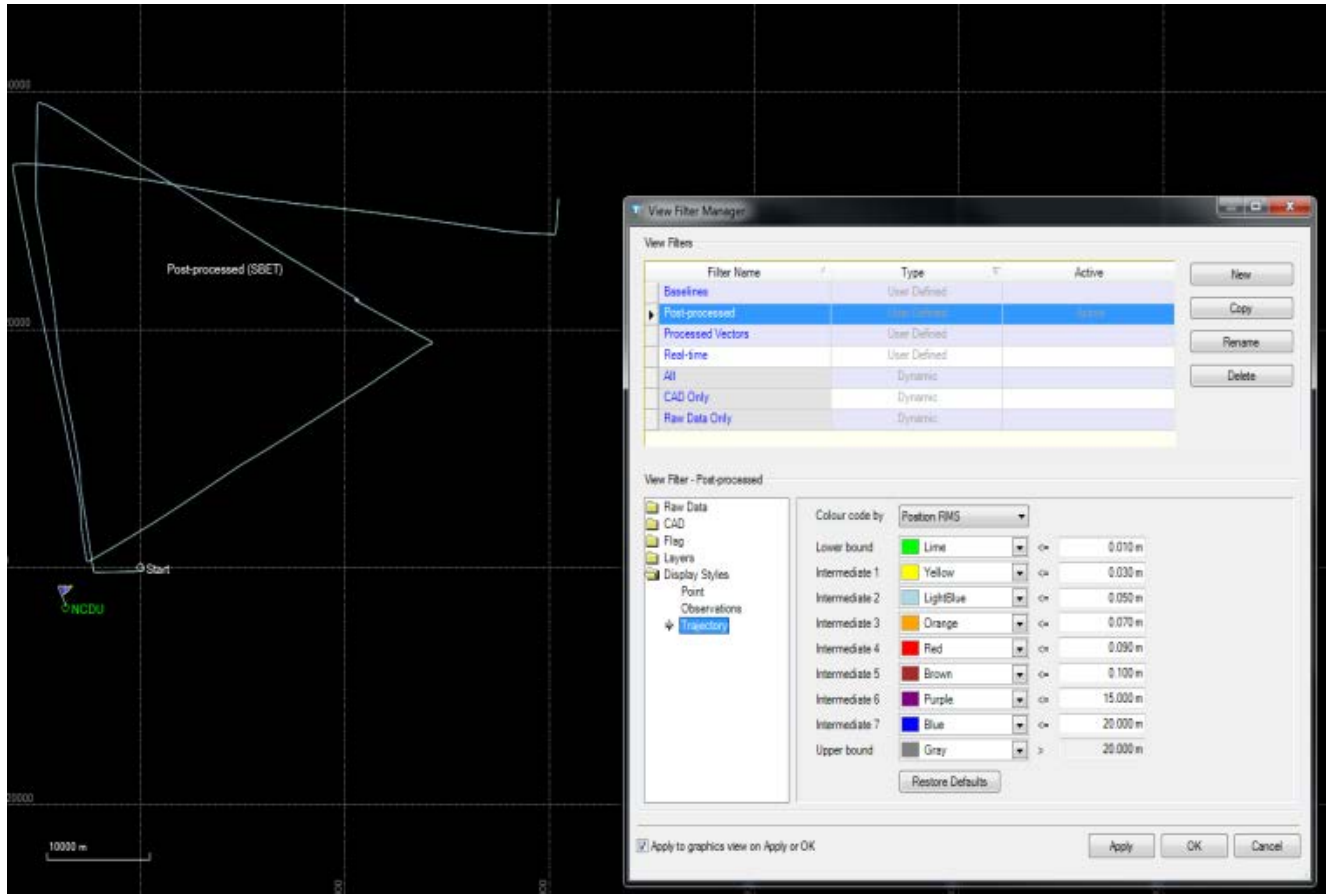 0000
Post-processed (SBET)
0000
Start
NCDU
20000
10000 m
View Filter Manager
View Filters
Filter Name Type Active
Baselines User Defined
Post-processed User Defined Active
Processed Vectors User Defined
Real-time User Defined
All Dynamic
CAD Only Dynamic
Raw Data Only Dynamic
New
Copy
Rename
Delete
View Filter - Post-processed
Raw Data
CAD
Flag
Layers
Display Styles
Point
Observations
Trajectory
Colour code by Position RMS
Lower bound Lime <= 0.010 m
Intermediate 1 Yellow <= 0.030 m
Intermediate 2 LightBlue <= 0.050 m
Intermediate 3 Orange <= 0.070 m
Intermediate 4 Red <= 0.090 m
Intermediate 5 Brown <= 0.100 m
Intermediate 6 Purple <= 15.000 m
Intermediate 7 Blue <= 20.000 m
Upper bound Gray > 20.000 m
Restore Defaults
Apply to graphics view on Apply or OK
Apply OK Cancel